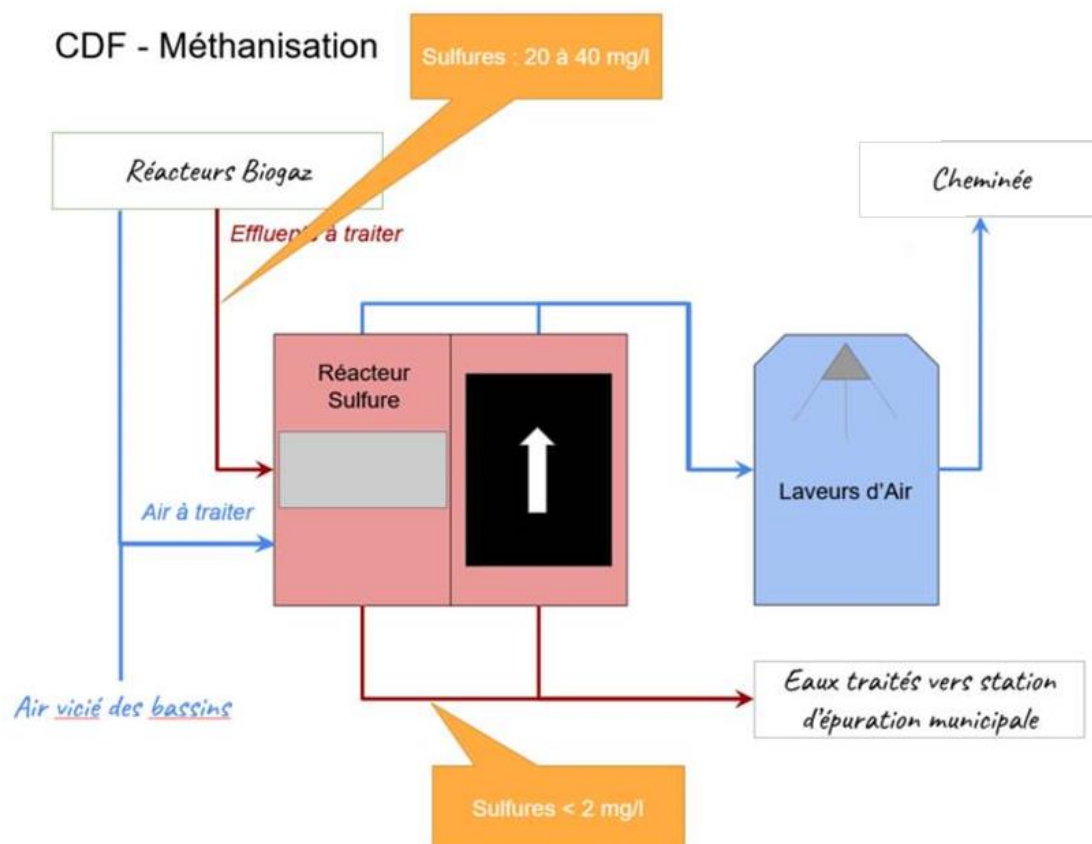 CDF - Méthanisation
Sulfures : 20 à 40 mg/l
Réacteurs Biogaz
Cheminée
Effluents à traiter
Réacteur
Sulfure
Laveurs d'Air
Air à traiter
Air vicié des bassins
Eaux traités vers station
d'épuration municipale
Sulfures < 2 mg/l